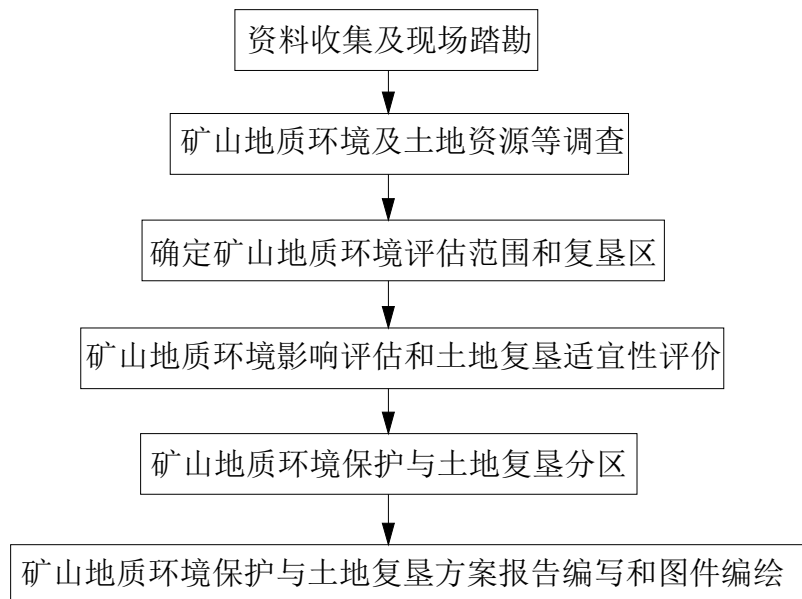 资料收集及现场踏勘
矿山地质环境及土地资源等调查
确定矿山地质环境评估范围和复垦区
矿山地质环境影响评估和土地复垦适宜性评价
矿山地质环境保护与土地复垦分区
矿山地质环境保护与土地复垦方案报告编写和图件编绘